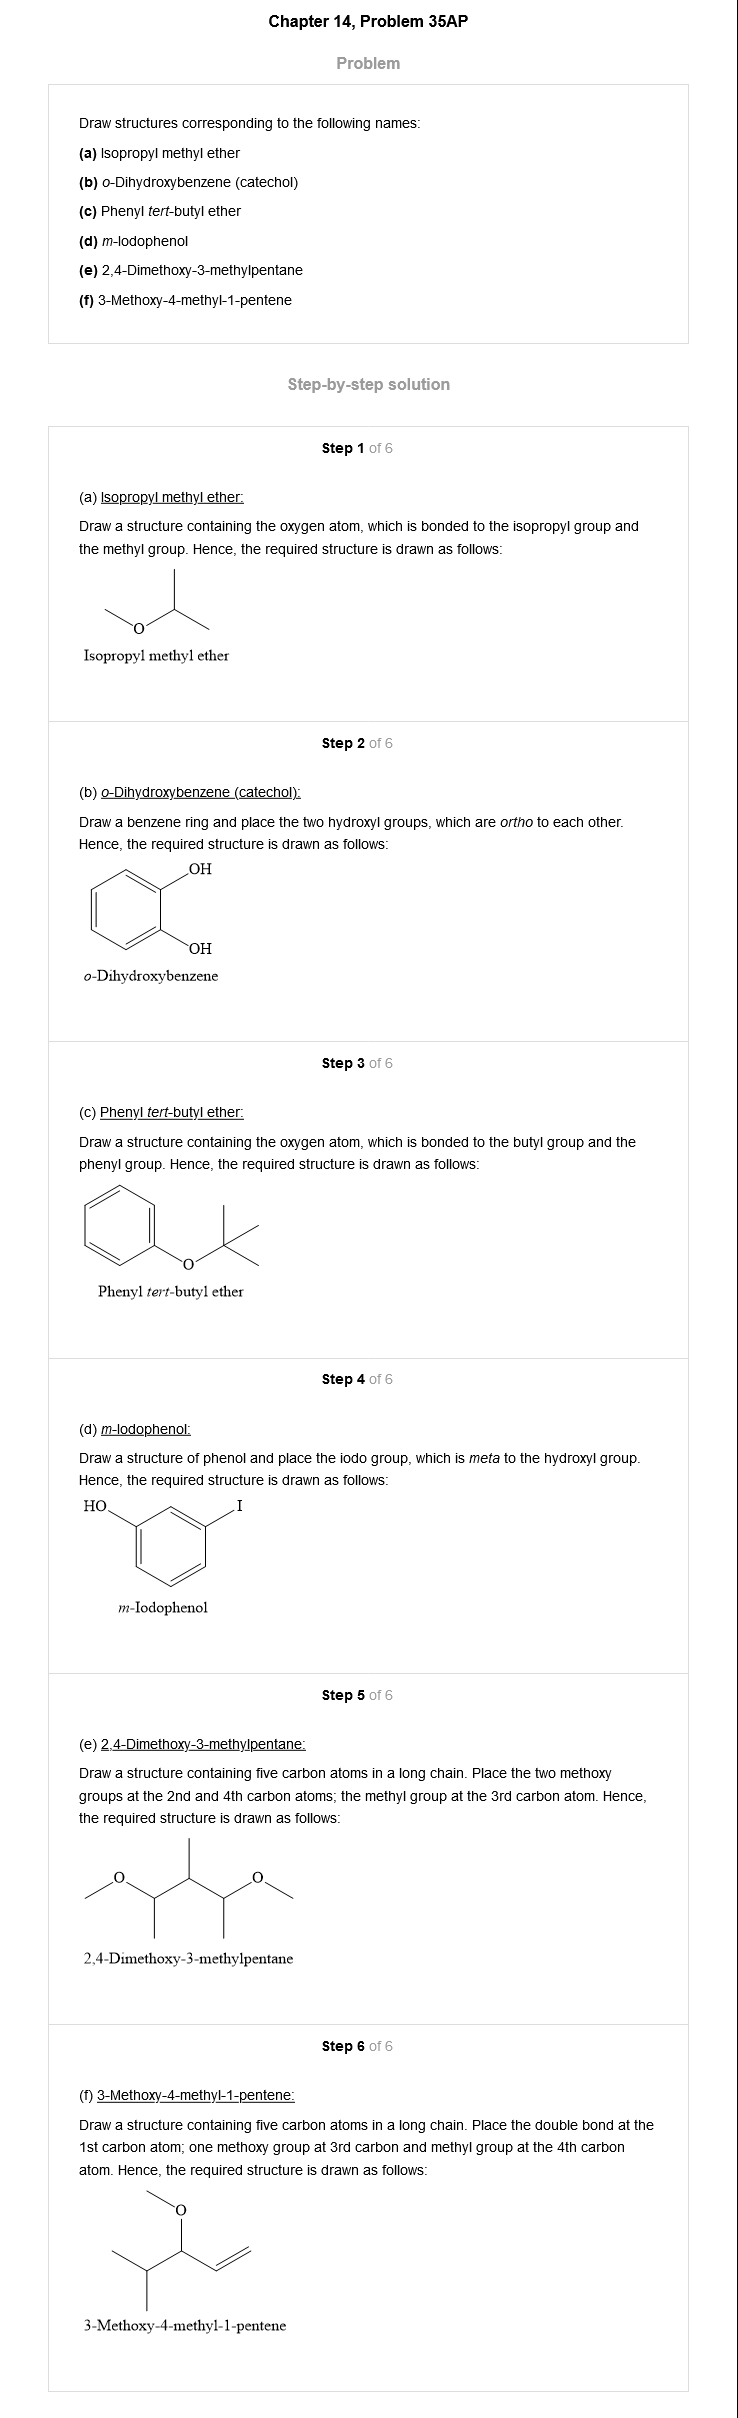 Chapter 14, Problem 35AP
Problem
Draw structures corresponding to the following names:
(a) Isopropyl methyl ether
(b) o-Dihydroxybenzene (catechol)
(c) Phenyl tert-butyl ether
(d) m-Iodophenol
(e) 2,4-Dimethoxy-3-methylpentane
(f) 3-Methoxy-4-methyl-1-pentene
Step-by-step solution
Step 1 of 6
(a) Isopropyl methyl ether:
Draw a structure containing the oxygen atom, which is bonded to the isopropyl group and
the methyl group. Hence, the required structure is drawn as follows:
O
Isopropyl methyl ether
Step 2 of 6
(b) o-Dihydroxybenzene (catechol):
Draw a benzene ring and place the two hydroxyl groups, which are ortho to each other.
Hence, the required structure is drawn as follows:
OH
OH
o-Dihydroxybenzene
Step 3 of 6
(c) Phenyl tert-butyl ether:
Draw a structure containing the oxygen atom, which is bonded to the butyl group and the
phenyl group. Hence, the required structure is drawn as follows:
O
Phenyl tert-butyl ether
Step 4 of 6
(d) m-Iodophenol:
Draw a structure of phenol and place the iodo group, which is meta to the hydroxyl group.
Hence, the required structure is drawn as follows:
HO I
m-Iodophenol
Step 5 of 6
(e) 2,4-Dimethoxy-3-methylpentane:
Draw a structure containing five carbon atoms in a long chain. Place the two methoxy
groups at the 2nd and 4th carbon atoms; the methyl group at the 3rd carbon atom. Hence,
the required structure is drawn as follows:
O O
2,4-Dimethoxy-3-methylpentane
Step 6 of 6
(f) 3-Methoxy-4-methyl-1-pentene:
Draw a structure containing five carbon atoms in a long chain. Place the double bond at the
1st carbon atom; one methoxy group at 3rd carbon and methyl group at the 4th carbon
atom. Hence, the required structure is drawn as follows:
O
3-Methoxy-4-methyl-1-pentene